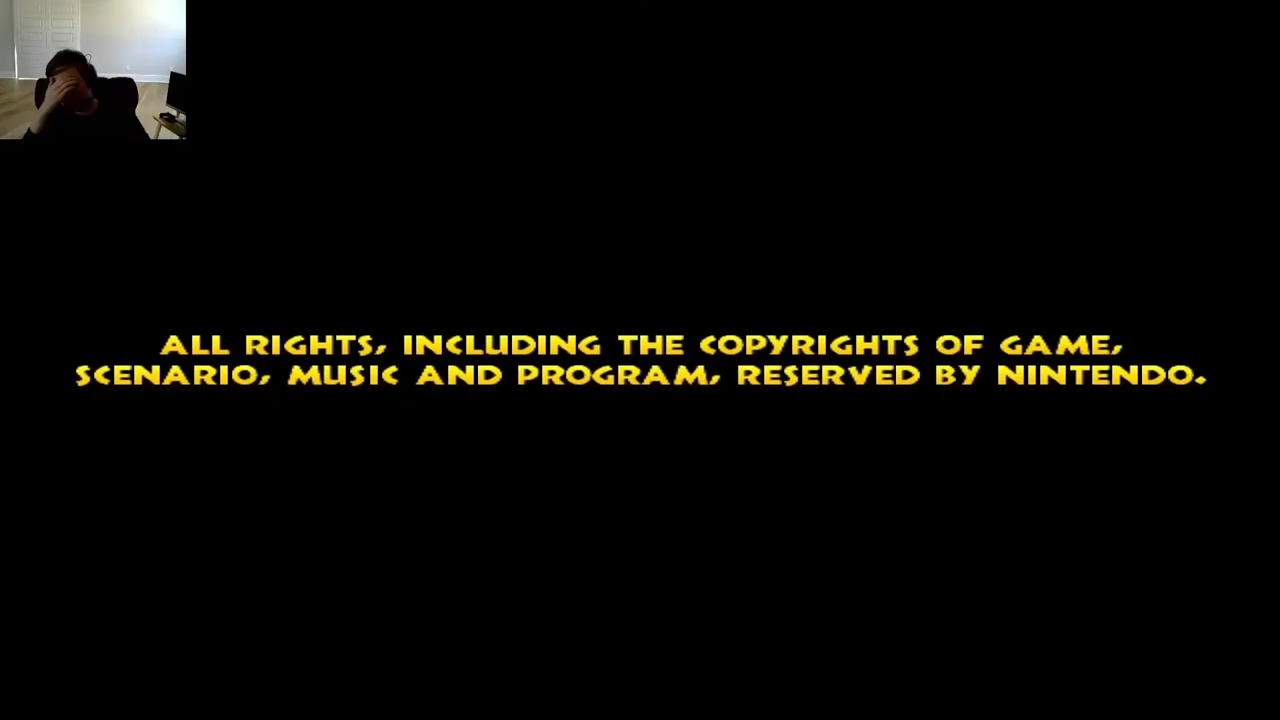 ALL RIGHTS, INCLUDING THE COPYRIGHTS OF GAME,
SCENARIO, MUSIC AND PROGRAM, RESERVED BY NINTENDO.